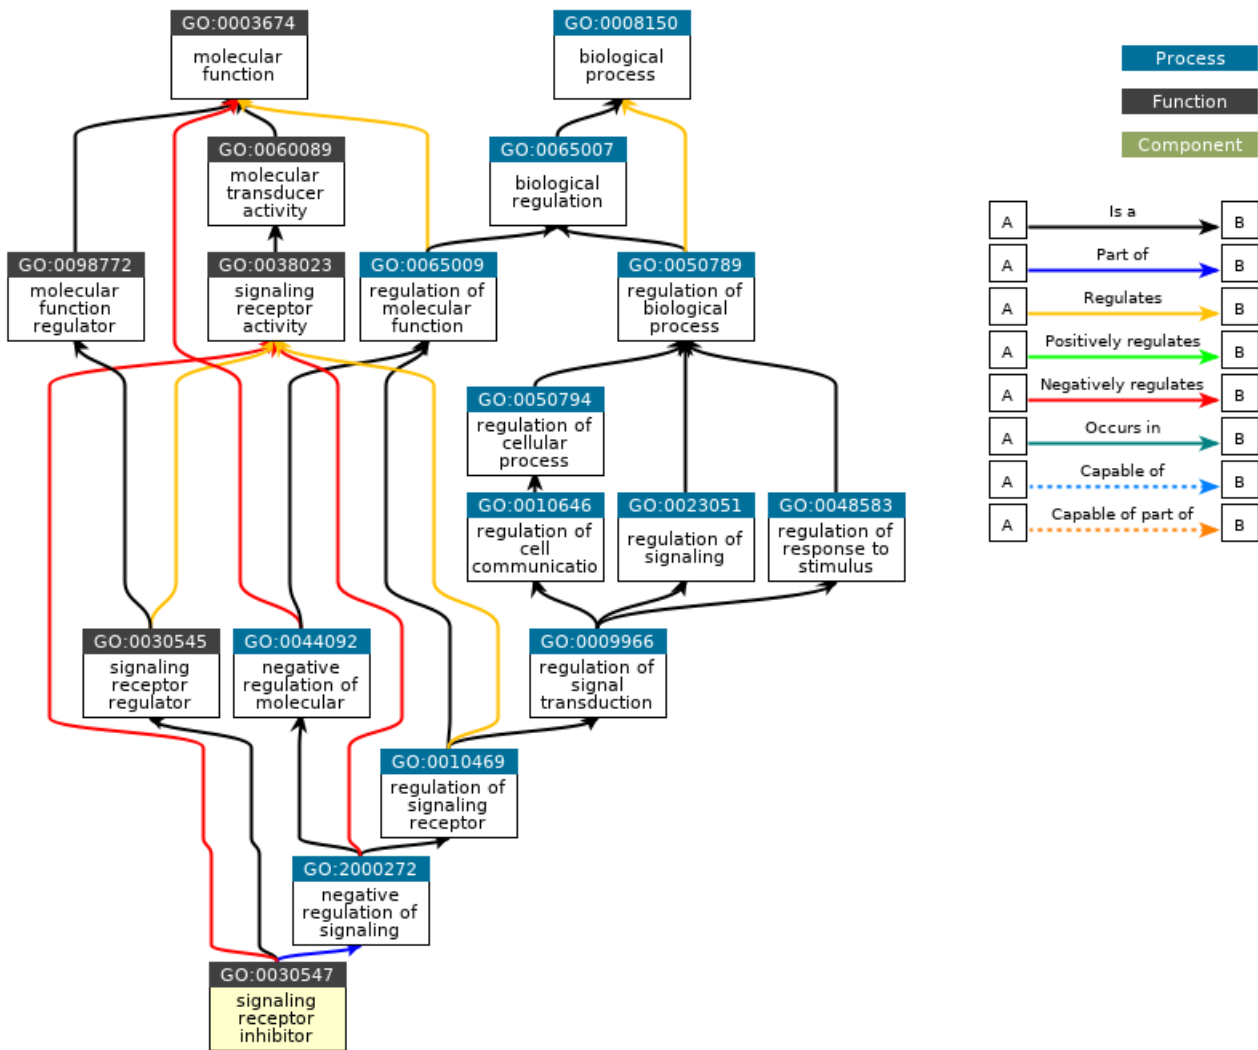 GO:0003674
molecular
function
GO:0008150
biological
process
Process
Function
Component
GO:0060089
molecular
transducer
activity
GO:0065007
biological
regulation
GO:0098772
molecular
function
regulator
GO:0038023
signaling
receptor
activity
GO:0065009
regulation of
molecular
function
GO:0050789
regulation of
biological
process
A Is a B
A Part of B
A Regulates B
A Positively regulates B
A Negatively regulates B
A Occurs in B
A Capable of B
A Capable of part of B
GO:0050794
regulation of
cellular
process
GO:0010646
regulation of
cell
communicatio
GO:0023051
regulation of
signaling
GO:0048583
regulation of
response to
stimulus
GO:0030545
signaling
receptor
regulator
GO:0044092
negative
regulation of
molecular
GO:0009966
regulation of
signal
transduction
GO:0010469
regulation of
signaling
receptor
GO:2000272
negative
regulation of
signaling
GO:0030547
signaling
receptor
inhibitor